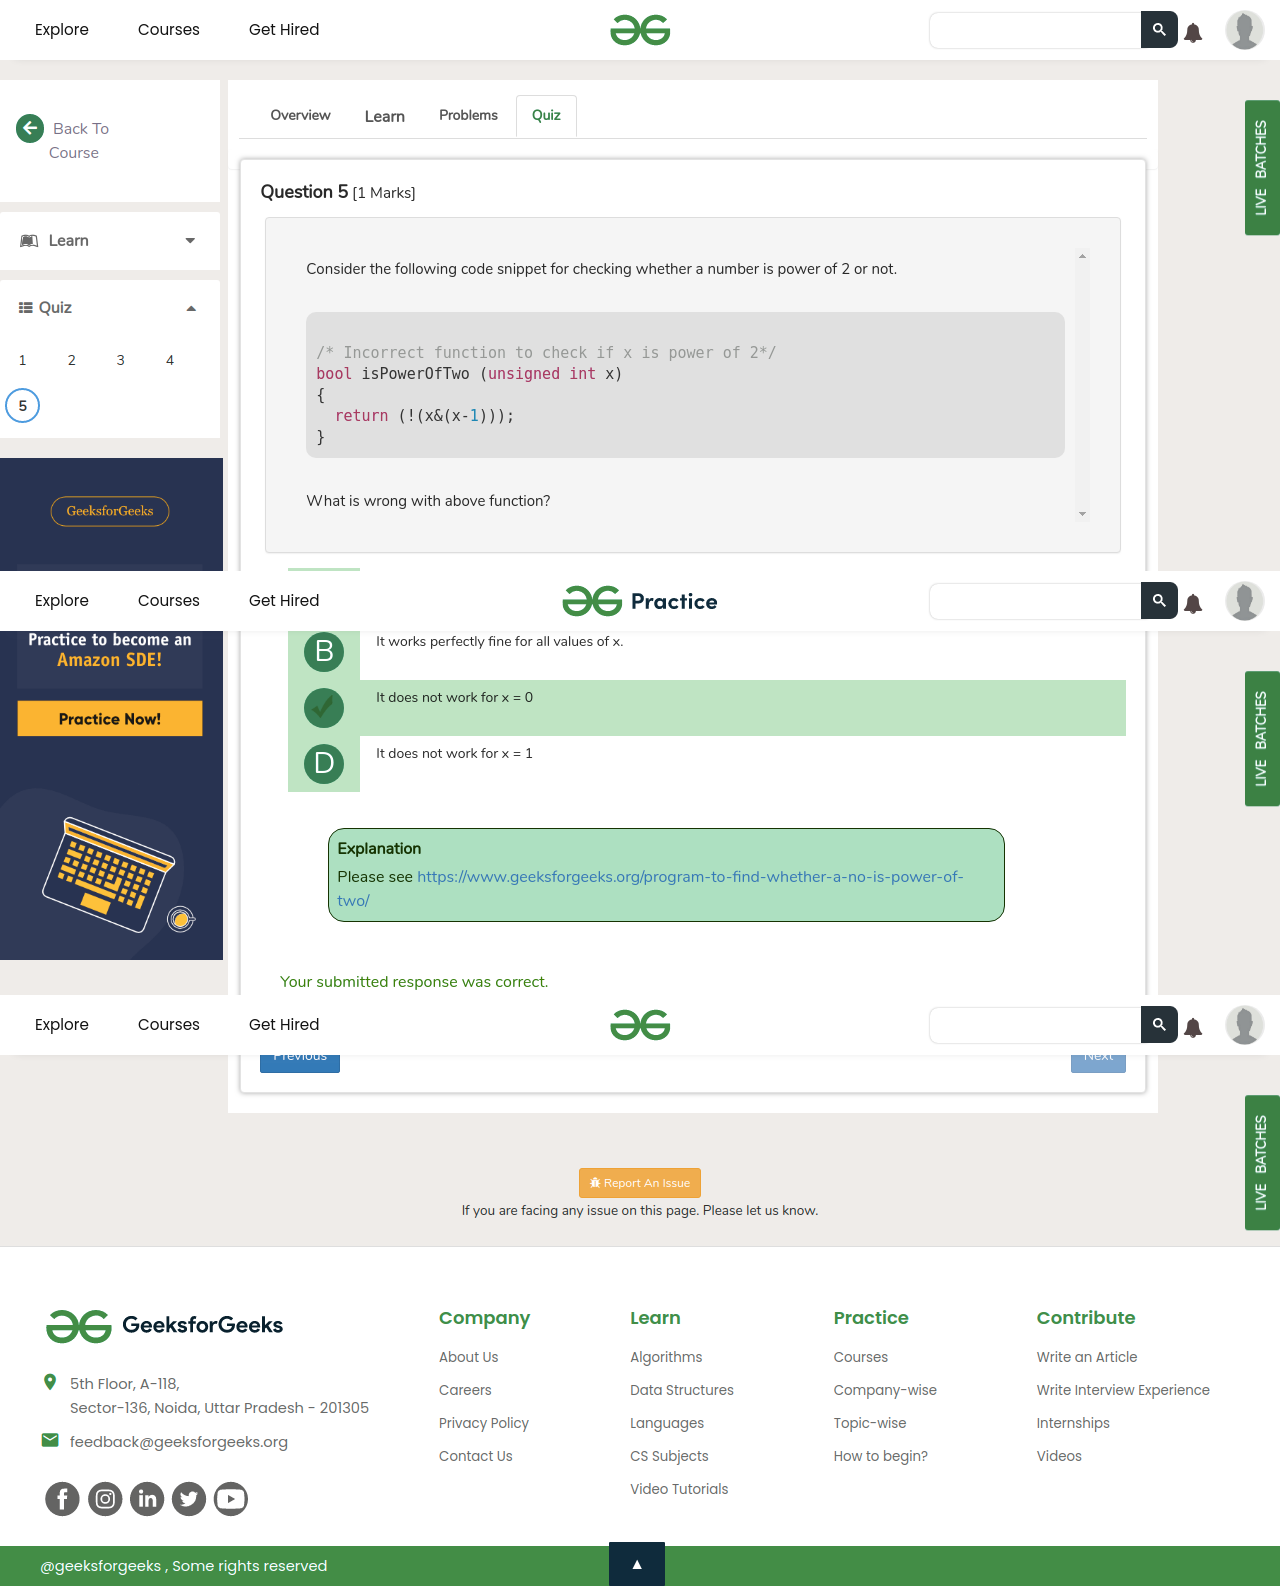 Explore Courses Get Hired
Overview Learn Problems Quiz
Back To
Course
Learn
Quiz
1 2 3 4
5
GeeksforGeeks
LIVE BATCHES
Question 5 [1 Marks]
Consider the following code snippet for checking whether a number is power of 2 or not.
/* Incorrect function to check if x is power of 2*/
bool isPowerOfTwo (unsigned int x)
{
  return (!(x&(x-1)));
}
What is wrong with above function?
Explore Courses Get Hired Practice
Practice to become an
Amazon SDE!
Practice Now!
LIVE BATCHES
B It works perfectly fine for all values of x.
It does not work for x = 0
D It does not work for x = 1
Explanation
Please see https://www.geeksforgeeks.org/program-to-find-whether-a-no-is-power-of-
two/
Your submitted response was correct.
Explore Courses Get Hired
Previous Next
LIVE BATCHES
Report An Issue
If you are facing any issue on this page. Please let us know.
GeeksforGeeks
5th Floor, A-118,
Sector-136, Noida, Uttar Pradesh - 201305
feedback@geeksforgeeks.org
Company
About Us
Careers
Privacy Policy
Contact Us
Learn
Algorithms
Data Structures
Languages
CS Subjects
Video Tutorials
Practice
Courses
Company-wise
Topic-wise
How to begin?
Contribute
Write an Article
Write Interview Experience
Internships
Videos
@geeksforgeeks , Some rights reserved
▲